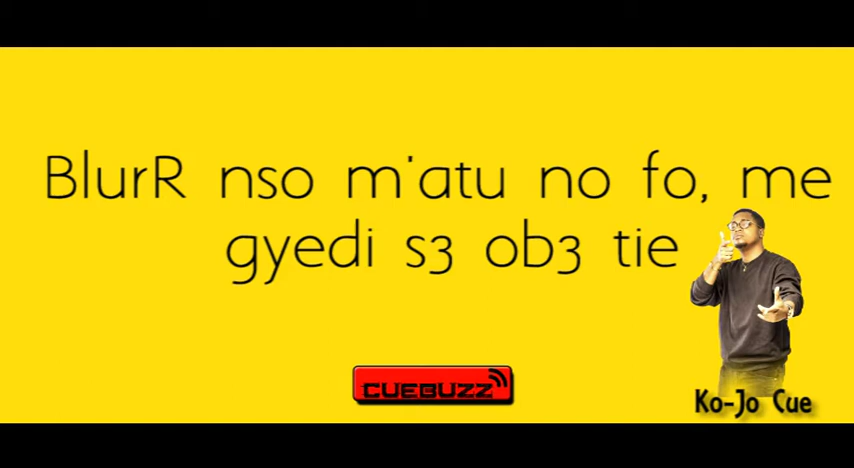 BlurR nso m'atu no fo, me
gyedi s3 ob3 tie
CUEBUZZ
Ko-Jo Cue